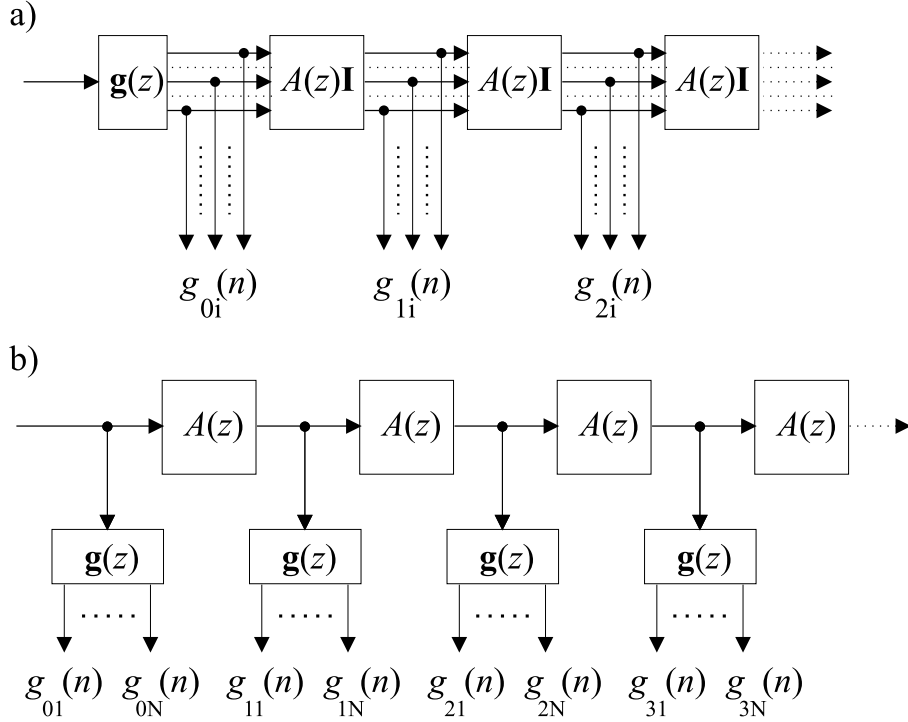 a)
g(z) A(z)I A(z)I A(z)I
g0i(n) g1i(n) g2i(n)
b)
A(z) A(z) A(z) A(z)
g(z) g(z) g(z) g(z)
g01(n) g0N(n) g11(n) g1N(n) g21(n) g2N(n) g31(n) g3N(n)